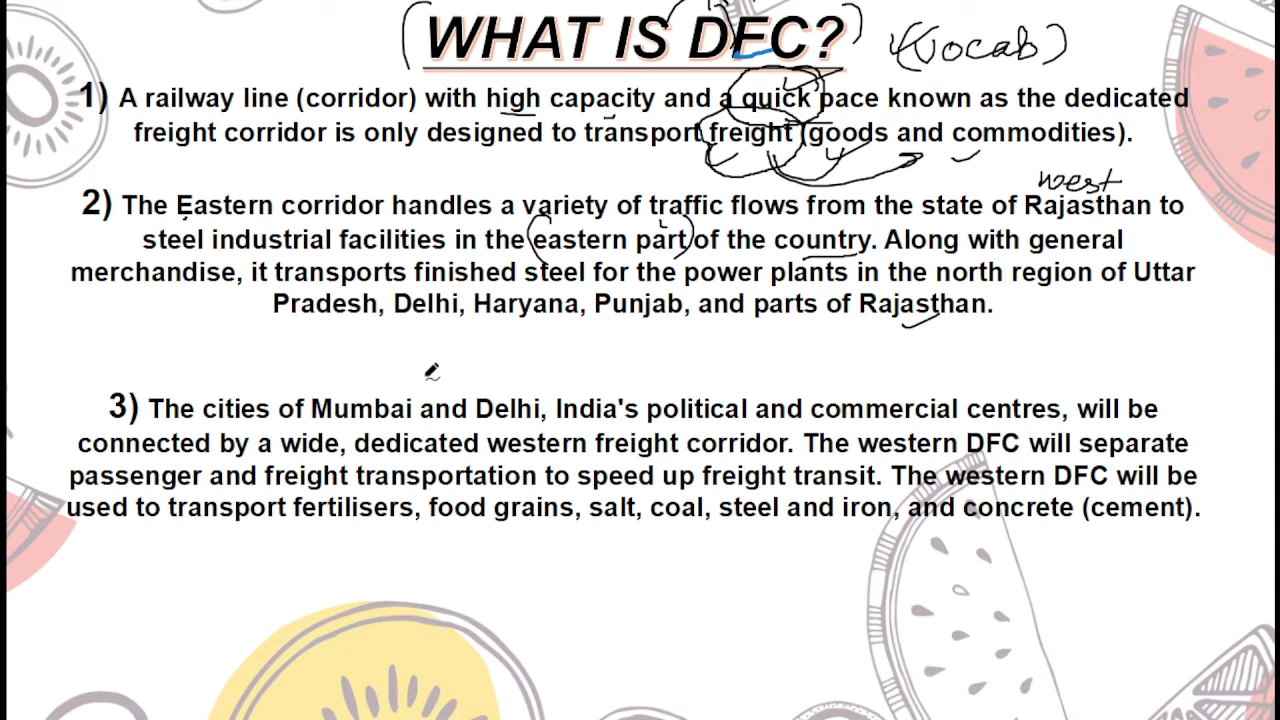 WHAT IS DFC? (Vocab)
1) A railway line (corridor) with high capacity and a quick pace known as the dedicated
freight corridor is only designed to transport freight (goods and commodities).
west
2) The Eastern corridor handles a variety of traffic flows from the state of Rajasthan to
steel industrial facilities in the eastern part of the country. Along with general
merchandise, it transports finished steel for the power plants in the north region of Uttar
Pradesh, Delhi, Haryana, Punjab, and parts of Rajasthan.
3) The cities of Mumbai and Delhi, India's political and commercial centres, will be
connected by a wide, dedicated western freight corridor. The western DFC will separate
passenger and freight transportation to speed up freight transit. The western DFC will be
used to transport fertilisers, food grains, salt, coal, steel and iron, and concrete (cement).